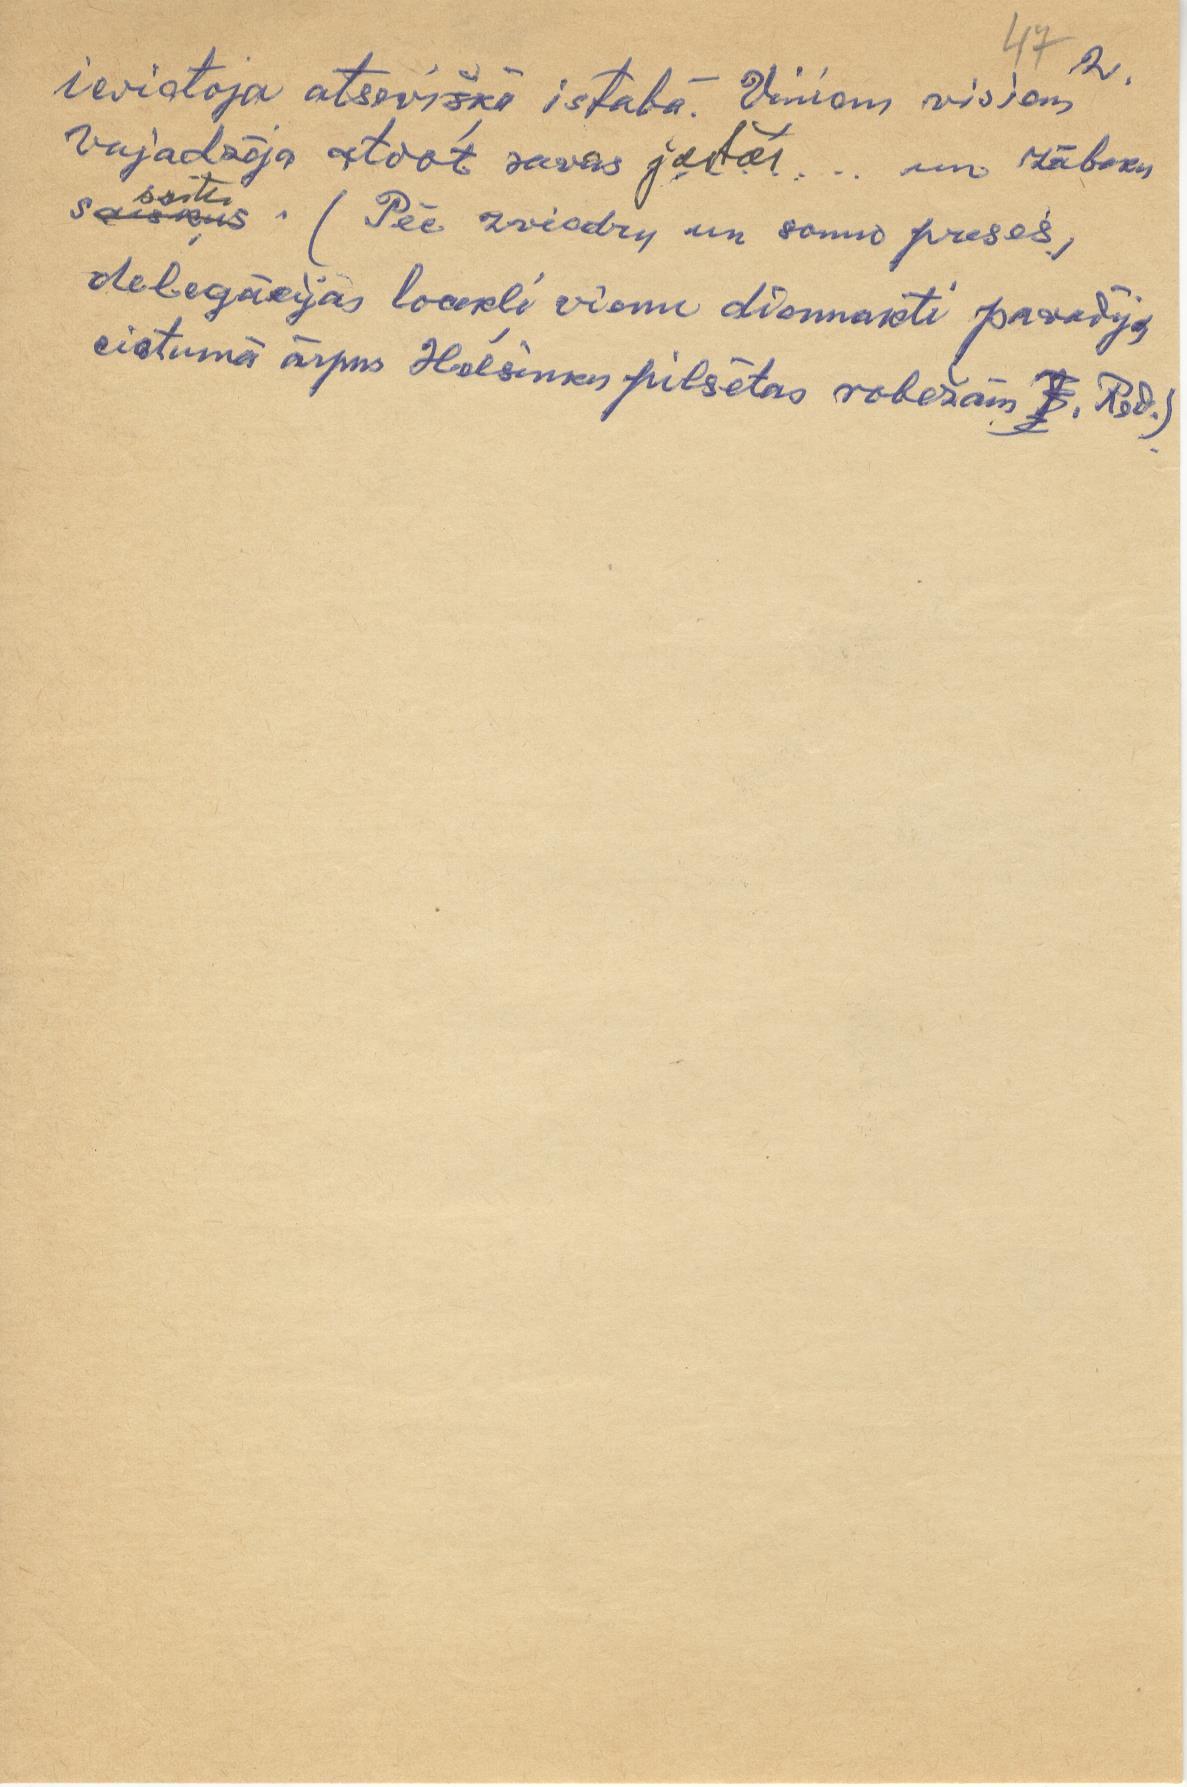 47 2.
ievietoja atsevišķā istabā. Viņiem visiem
vajadzēja atdot savas jostas.... un zābaku
saites. (Pēc zviedru un somu preses,
delegācijas locekļi vienu diennakti pavadīja
cietumā ārpus Helsinku pilsētas robežām. Red.)